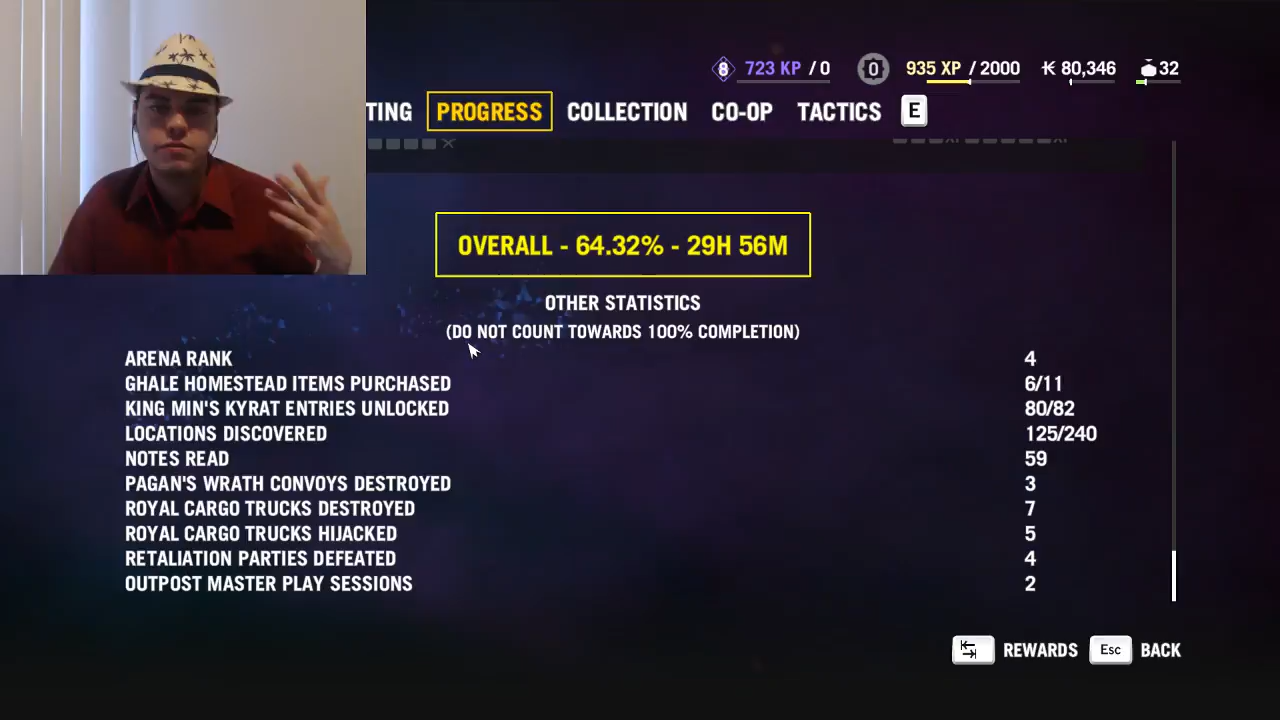 8 723 KP / 0 0 935 XP / 2000 80,346 32
TING PROGRESS COLLECTION CO-OP TACTICS E
OVERALL - 64.32% - 29H 56M
OTHER STATISTICS
(DO NOT COUNT TOWARDS 100% COMPLETION)
ARENA RANK 4
GHALE HOMESTEAD ITEMS PURCHASED 6/11
KING MIN'S KYRAT ENTRIES UNLOCKED 80/82
LOCATIONS DISCOVERED 125/240
NOTES READ 59
PAGAN'S WRATH CONVOYS DESTROYED 3
ROYAL CARGO TRUCKS DESTROYED 7
ROYAL CARGO TRUCKS HIJACKED 5
RETALIATION PARTIES DEFEATED 4
OUTPOST MASTER PLAY SESSIONS 2
REWARDS Esc BACK